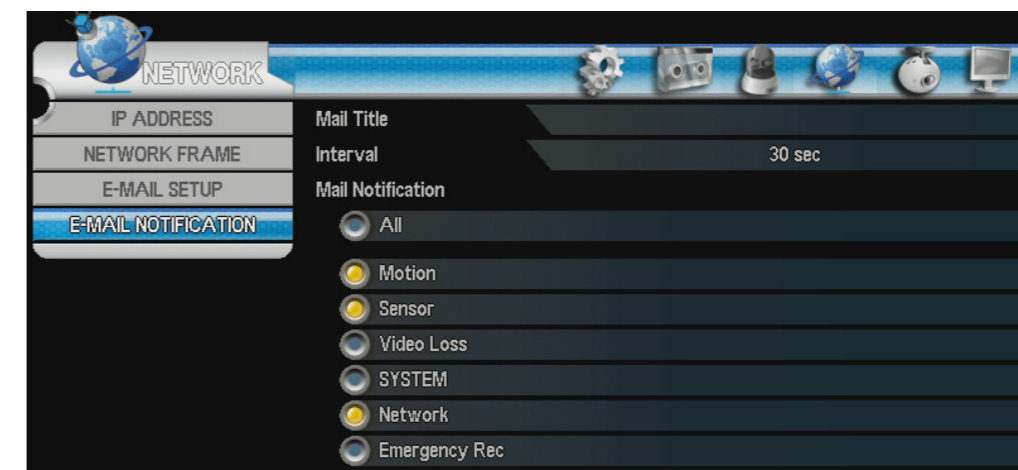 NETWORK
IP ADDRESS
NETWORK FRAME
E-MAIL SETUP
E-MAIL NOTIFICATION
Mail Title
Interval 30 sec
Mail Notification
All
Motion
Sensor
Video Loss
SYSTEM
Network
Emergency Rec